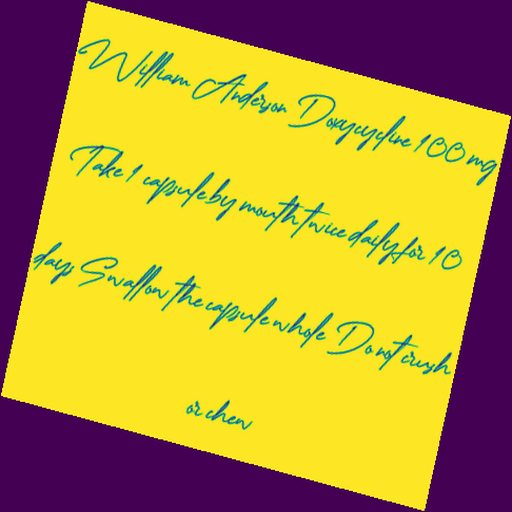 William Anderson Doxycycline 100 mg
Take 1 capsule by mouth twice daily for 10
days Swallow the capsule whole Do not crush
or chew